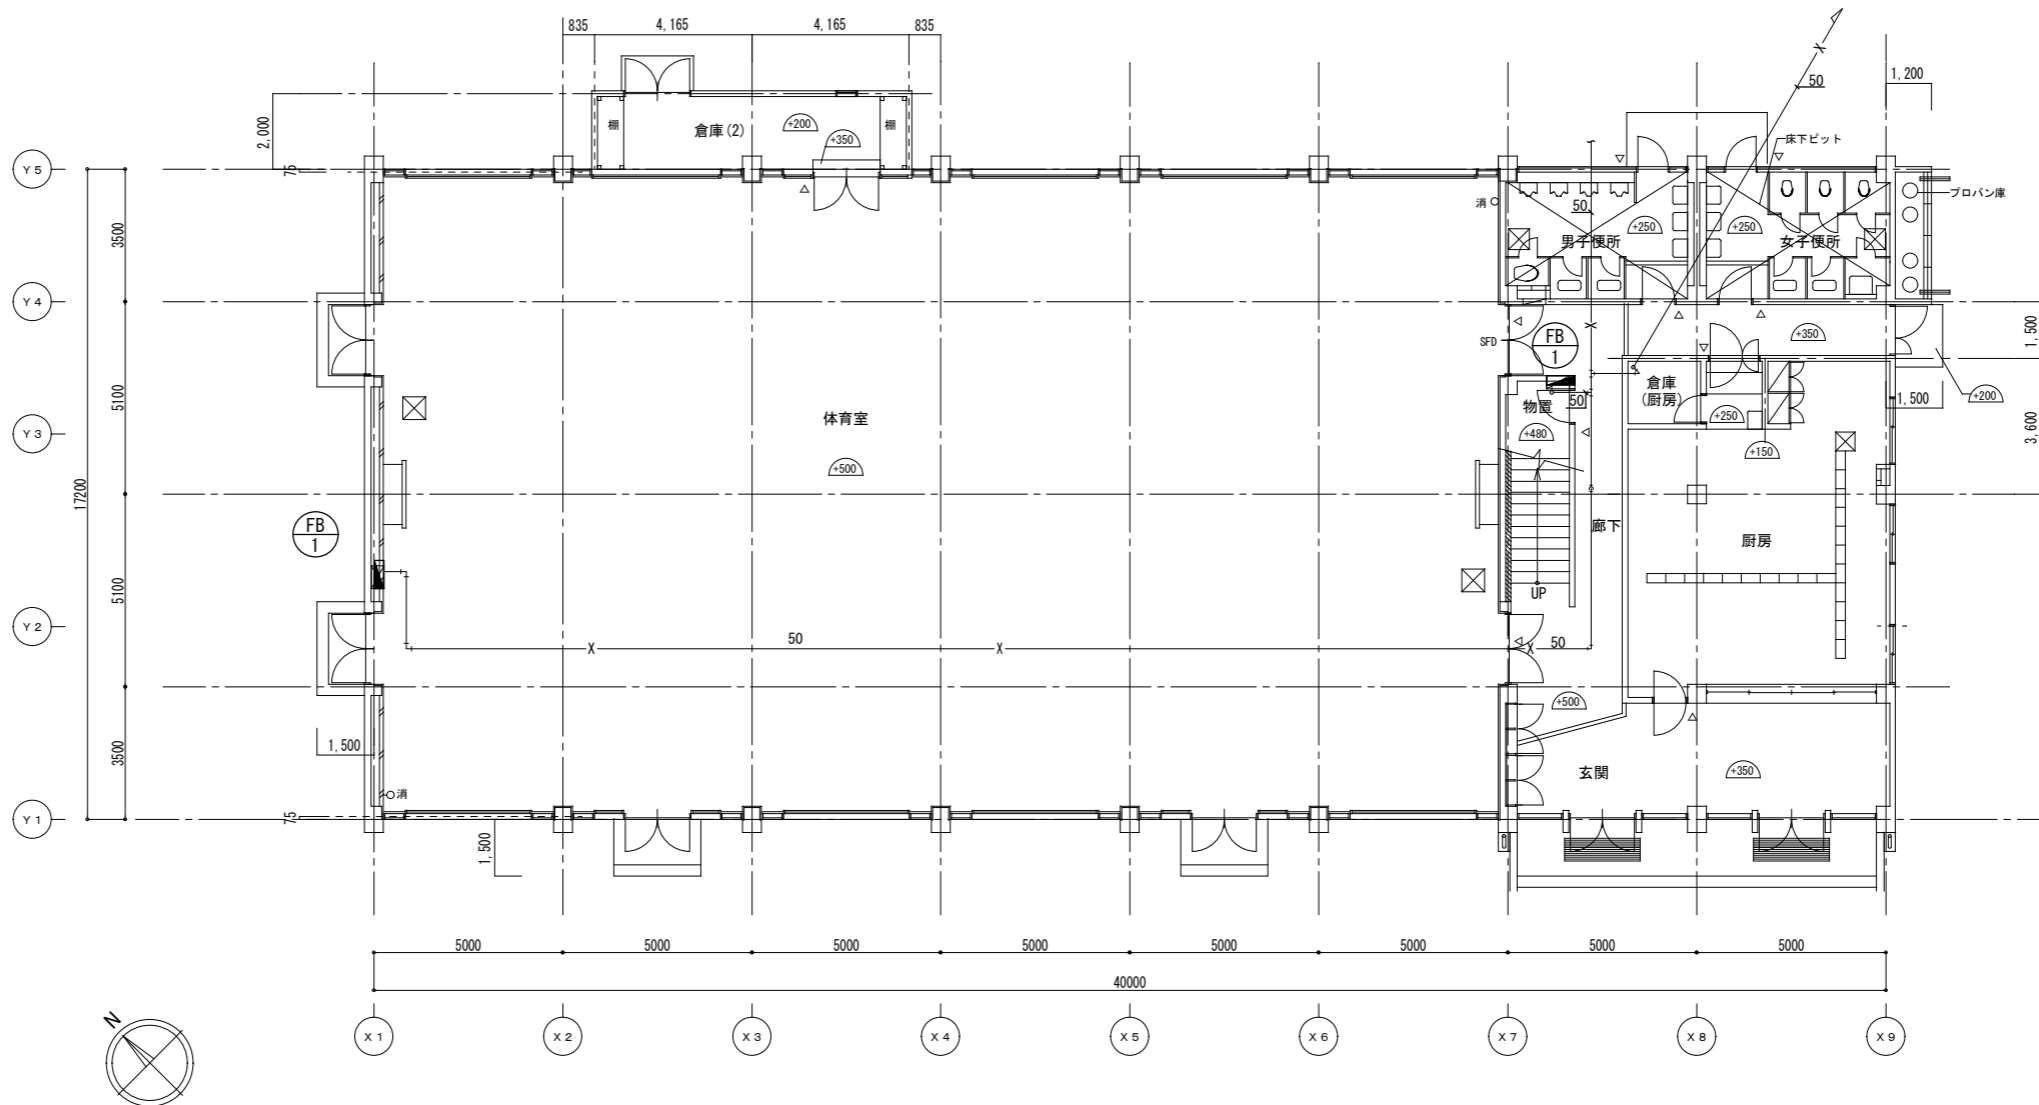 835
4,165
4,165
835
50
1,200
2,000
棚
倉庫(2)
+200
棚
+350
床下ピット
Y5
75
プロパン庫
消
50
+250
+250
3500
男子便所
女子便所
Y4
SFD
FB
1
+350
1,500
倉庫
(厨房)
1,500
+200
5100
体育室
50
物置
+250
Y3
+480
+150
3,600
+500
17200
FB
1
廊下
厨房
5100
UP
Y2
50
50
+500
3500
1,500
玄関
+350
消
Y1
75
1,500
5000
5000
5000
5000
5000
5000
5000
5000
40000
N
X1
X2
X3
X4
X5
X6
X7
X8
X9